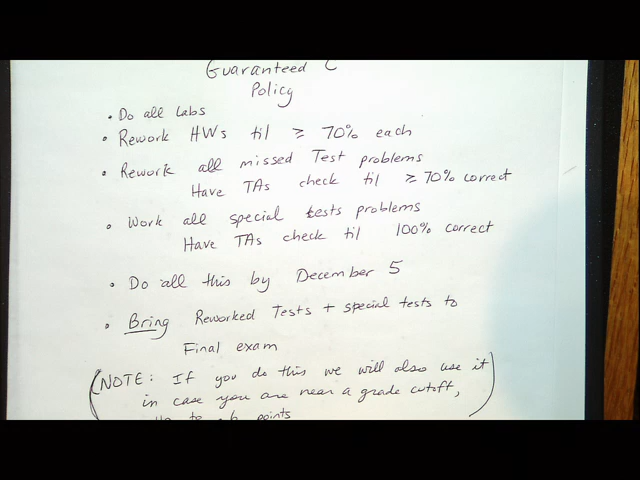 Guaranteed C
Policy
• Do all Labs
• Rework HWs til ≥ 70% each
• Rework all missed Test problems
Have TAs check til ≥ 70% correct
• Work all special tests problems
Have TAs check til 100% correct
• Do all this by December 5
• Bring Reworked Tests + special tests to
Final exam
(NOTE: If you do this we will also use it
in case you are near a grade cutoff,
to points)